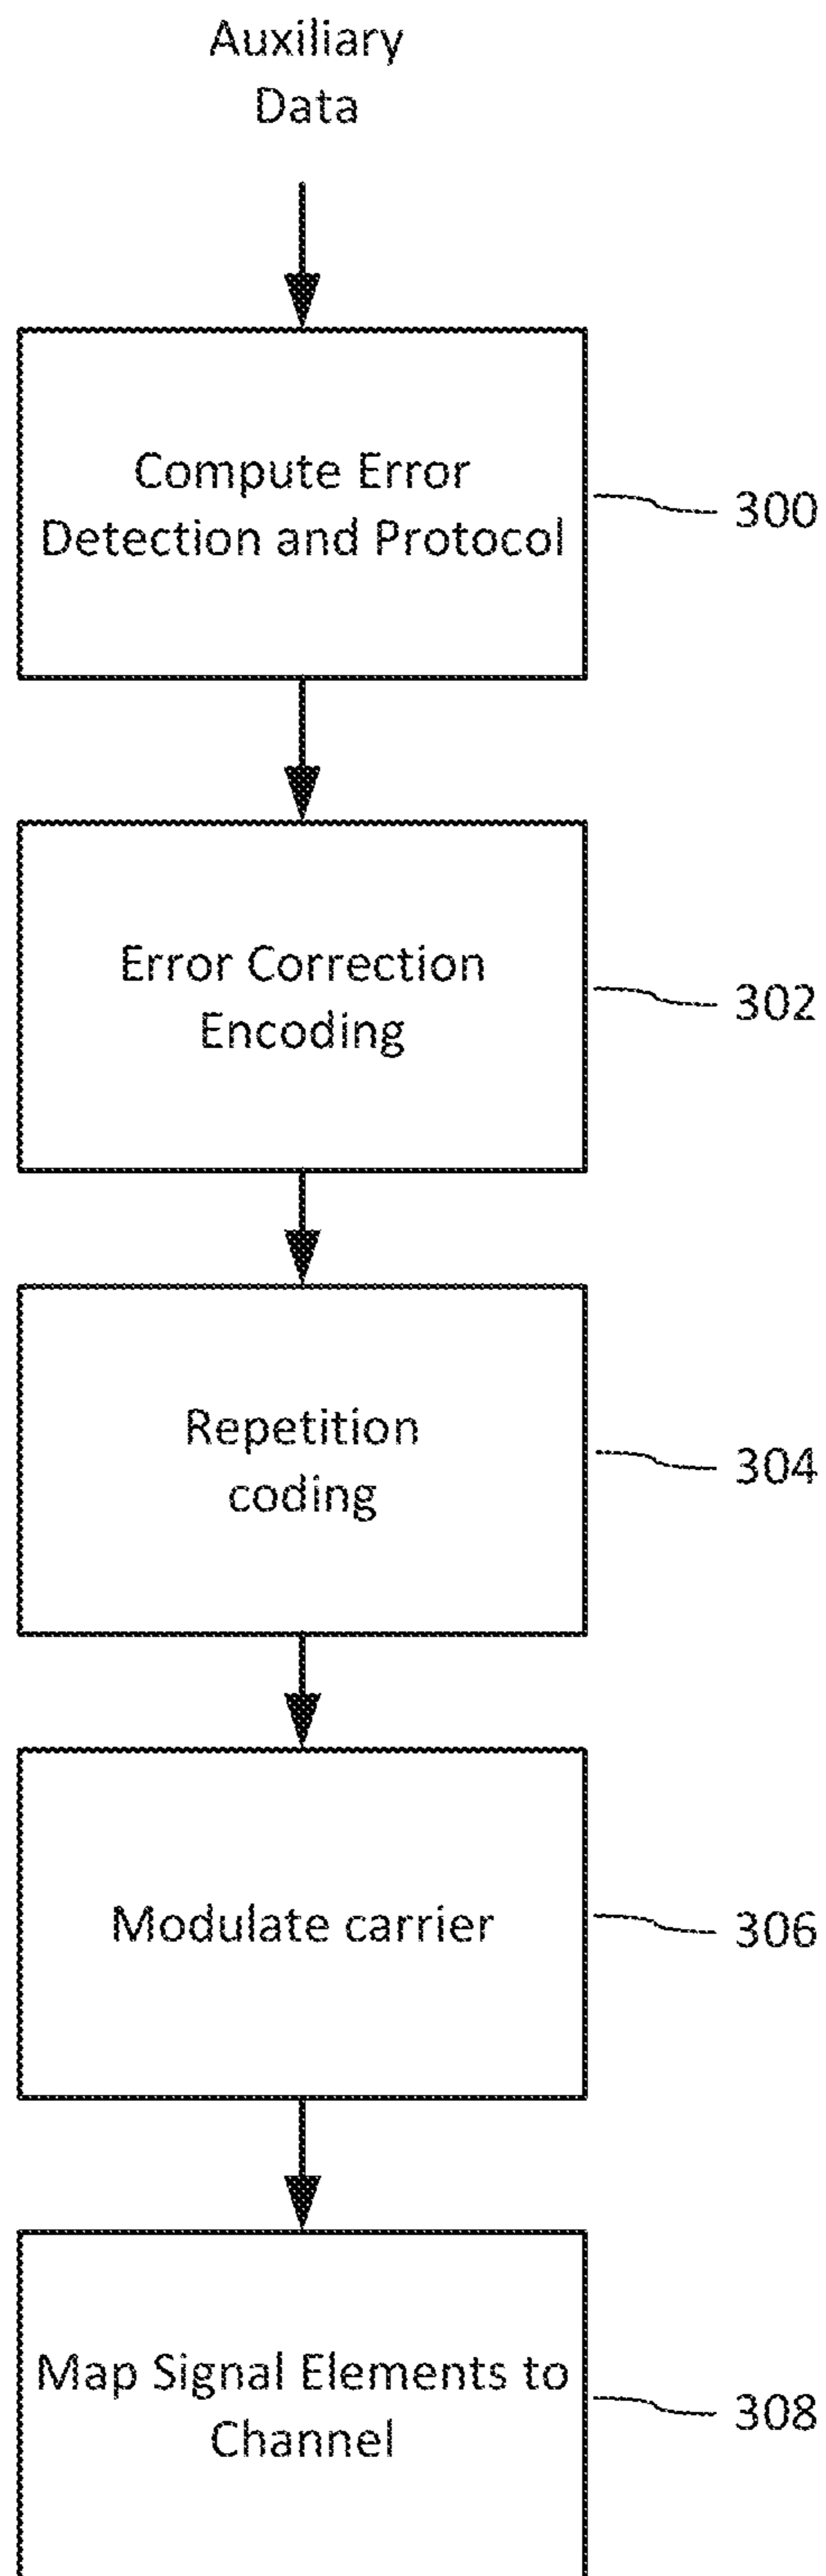 Auxiliary
Data
Compute Error
Detection and Protocol
300
Error Correction
Encoding
302
Repetition
coding
304
Modulate carrier
306
Map Signal Elements to
Channel
308